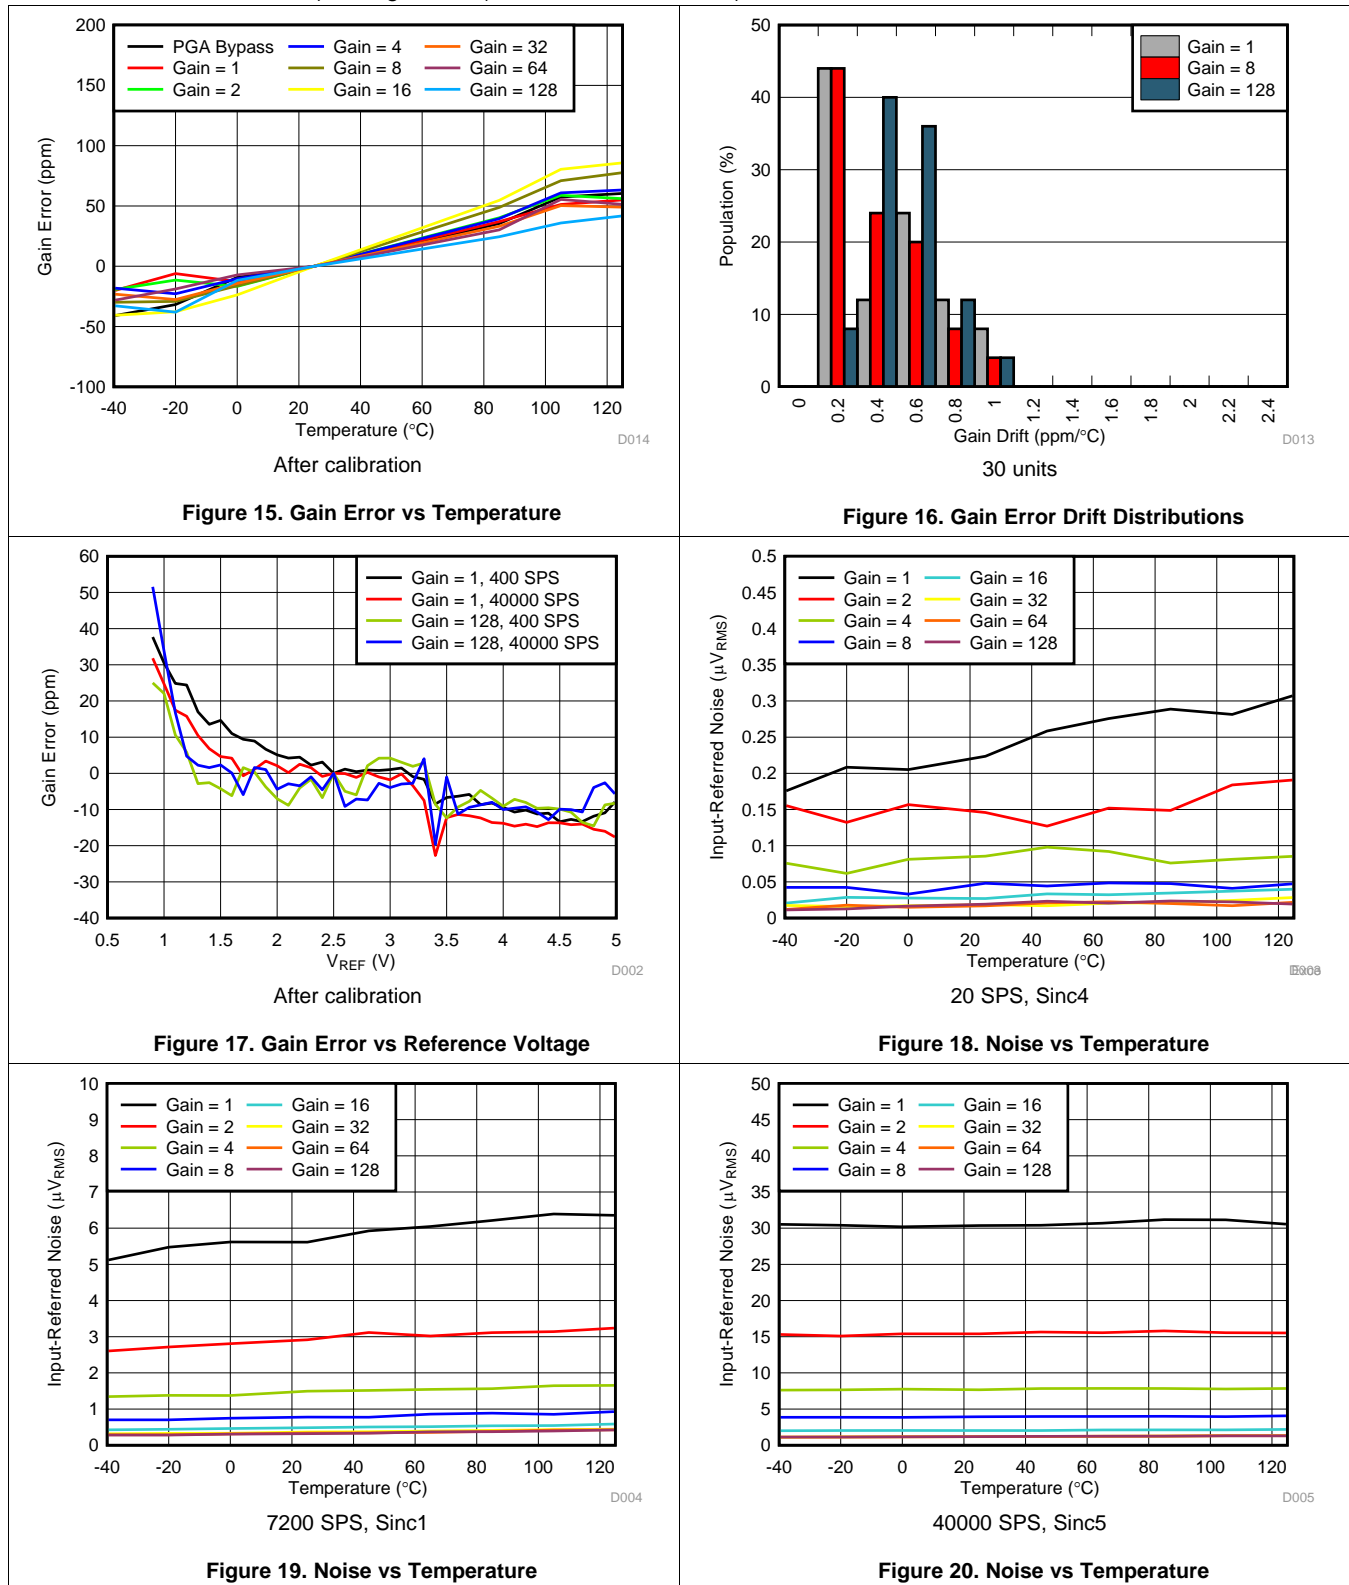 200
150
100
50
0
-50
-100
Gain Error (ppm)
PGA Bypass
Gain = 1
Gain = 2
Gain = 4
Gain = 8
Gain = 16
Gain = 32
Gain = 64
Gain = 128
-40 -20 0 20 40 60 80 100 120
Temperature (°C)
D014
After calibration
Figure 15. Gain Error vs Temperature
50
40
30
20
10
0
Population (%)
Gain = 1
Gain = 8
Gain = 128
0 0.2 0.4 0.6 0.8 1 1.2 1.4 1.6 1.8 2 2.2 2.4
Gain Drift (ppm/°C)
D013
30 units
Figure 16. Gain Error Drift Distributions
60
50
40
30
20
10
0
-10
-20
-30
-40
Gain Error (ppm)
Gain = 1, 400 SPS
Gain = 1, 40000 SPS
Gain = 128, 400 SPS
Gain = 128, 40000 SPS
0.5 1 1.5 2 2.5 3 3.5 4 4.5 5
VREF (V)
D002
After calibration
Figure 17. Gain Error vs Reference Voltage
0.5
0.45
0.4
0.35
0.3
0.25
0.2
0.15
0.1
0.05
0
Input-Referred Noise (μVRMS)
Gain = 1
Gain = 2
Gain = 4
Gain = 8
Gain = 16
Gain = 32
Gain = 64
Gain = 128
-40 -20 0 20 40 60 80 100 120
Temperature (°C)
20 SPS, Sinc4
Figure 18. Noise vs Temperature
10
9
8
7
6
5
4
3
2
1
0
Input-Referred Noise (μVRMS)
Gain = 1
Gain = 2
Gain = 4
Gain = 8
Gain = 16
Gain = 32
Gain = 64
Gain = 128
-40 -20 0 20 40 60 80 100 120
Temperature (°C)
D004
7200 SPS, Sinc1
Figure 19. Noise vs Temperature
50
45
40
35
30
25
20
15
10
5
0
Input-Referred Noise (μVRMS)
Gain = 1
Gain = 2
Gain = 4
Gain = 8
Gain = 16
Gain = 32
Gain = 64
Gain = 128
-40 -20 0 20 40 60 80 100 120
Temperature (°C)
D005
40000 SPS, Sinc5
Figure 20. Noise vs Temperature